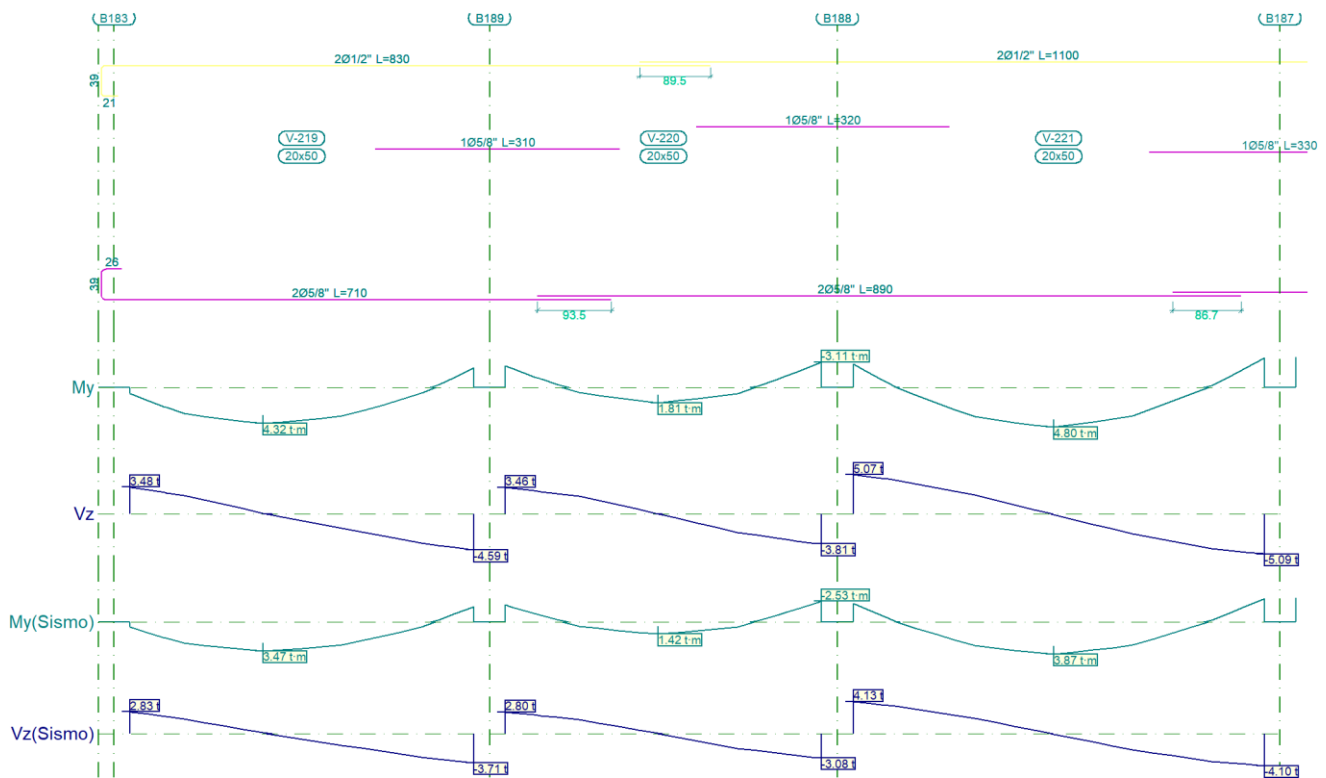 B183
B189
B188
B187
2Ø1/2" L=830
2Ø1/2" L=1100
39
89.5
21
1Ø5/8" L=320
V-219
1Ø5/8" L=310
V-220
V-221
1Ø5/8" L=330
20x50
20x50
20x50
26
39
2Ø5/8" L=710
2Ø5/8" L=890
93.5
86.7
-3.11 t·m
My
1.81 t·m
4.32 t·m
4.80 t·m
3.48 t
3.46 t
5.07 t
Vz
-4.59 t
-3.81 t
-5.09 t
-2.53 t·m
My(Sismo)
1.42 t·m
3.47 t·m
3.87 t·m
2.83 t
2.80 t
4.13 t
Vz(Sismo)
-3.71 t
-3.08 t
-4.10 t